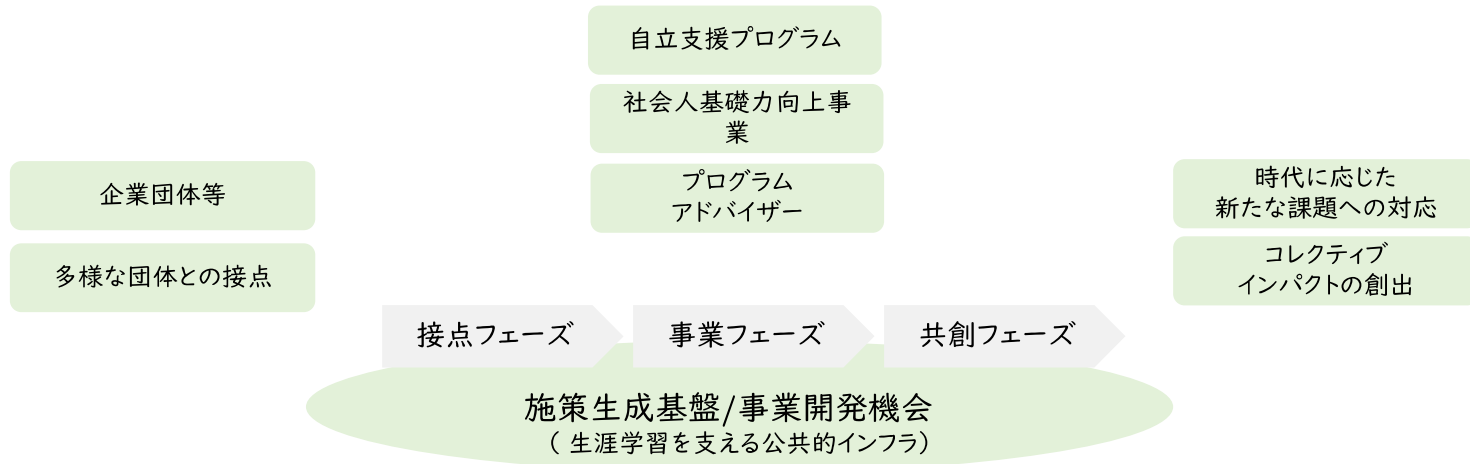 自立支援プログラム
社会人基礎力向上事
業
プログラム
アドバイザー
企業団体等
多様な団体との接点
時代に応じた
新たな課題への対応
コレクティブ
インパクトの創出
接点フェーズ
事業フェーズ
共創フェーズ
施策生成基盤/事業開発機会
( 生涯学習を支える公共的インフラ)